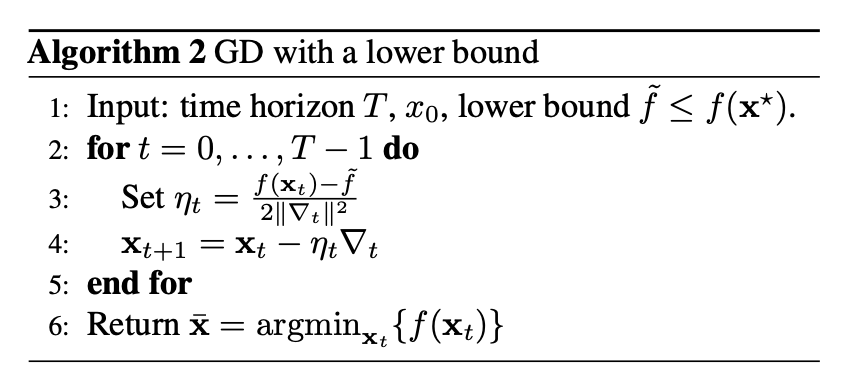 Algorithm 2 GD with a lower bound
1: Input: time horizon $T$, $x_0$, lower bound $\tilde{f} \leq f(\mathbf{x}^\star)$.
2: for $t = 0, \ldots, T - 1$ do
3: Set $\eta_t = \frac{f(\mathbf{x}_t) - \tilde{f}}{2\|\nabla_t\|^2}$
4: $\mathbf{x}_{t+1} = \mathbf{x}_t - \eta_t \nabla_t$
5: end for
6: Return $\bar{\mathbf{x}} = \mathrm{argmin}_{\mathbf{x}_t} \{f(\mathbf{x}_t)\}$